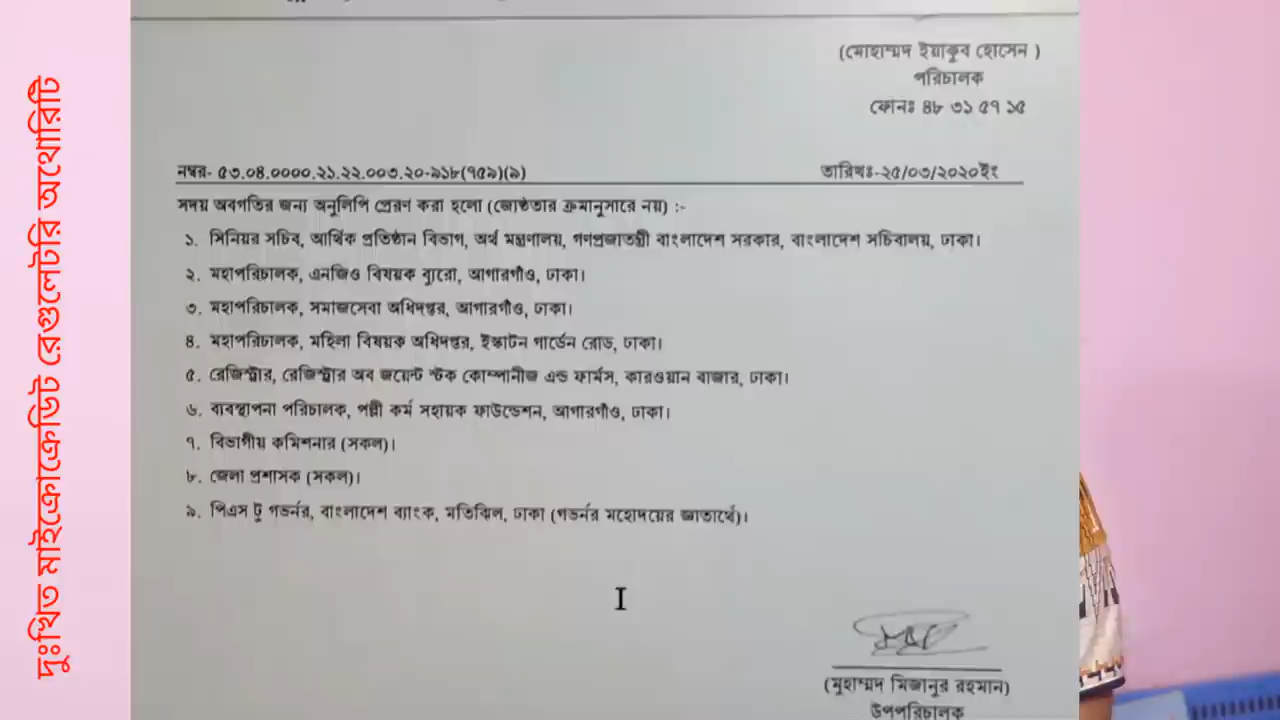 দুঃখিত মাইক্রোক্রেডিট রেগুলেটরি অথোরিটি
(মোহাম্মদ ইয়াকুব হোসেন )
পরিচালক
ফোনঃ ৪৮ ৩১ ৫৭ ১৫
নম্বর- ৫৩.০৪.০০০০.২১.২২.০০৩.২০-৯১৮(৭৫৯)(৯)
তারিখঃ-২৫/০৩/২০২০ইং
সদয় অবগতির জন্য অনুলিপি প্রেরণ করা হলো (জ্যেষ্ঠতার ক্রমানুসারে নয়) :-
১. সিনিয়র সচিব, আর্থিক প্রতিষ্ঠান বিভাগ, অর্থ মন্ত্রণালয়, গণপ্রজাতন্ত্রী বাংলাদেশ সরকার, বাংলাদেশ সচিবালয়, ঢাকা।
২. মহাপরিচালক, এনজিও বিষয়ক ব্যুরো, আগারগাঁও, ঢাকা।
৩. মহাপরিচালক, সমাজসেবা অধিদপ্তর, আগারগাঁও, ঢাকা।
৪. মহাপরিচালক, মহিলা বিষয়ক অধিদপ্তর, ইস্কাটন গার্ডেন রোড, ঢাকা।
৫. রেজিস্ট্রার, রেজিস্ট্রার অব জয়েন্ট স্টক কোম্পানীজ এন্ড ফার্মস, কারওয়ান বাজার, ঢাকা।
৬. ব্যবস্থাপনা পরিচালক, পল্লী কর্ম সহায়ক ফাউন্ডেশন, আগারগাঁও, ঢাকা।
৭. বিভাগীয় কমিশনার (সকল)।
৮. জেলা প্রশাসক (সকল)।
৯. পিএস টু গভর্নর, বাংলাদেশ ব্যাংক, মতিঝিল, ঢাকা (গভর্নর মহোদয়ের জ্ঞাতার্থে)।
(মুহাম্মদ মিজানুর রহমান)
উপপরিচালক